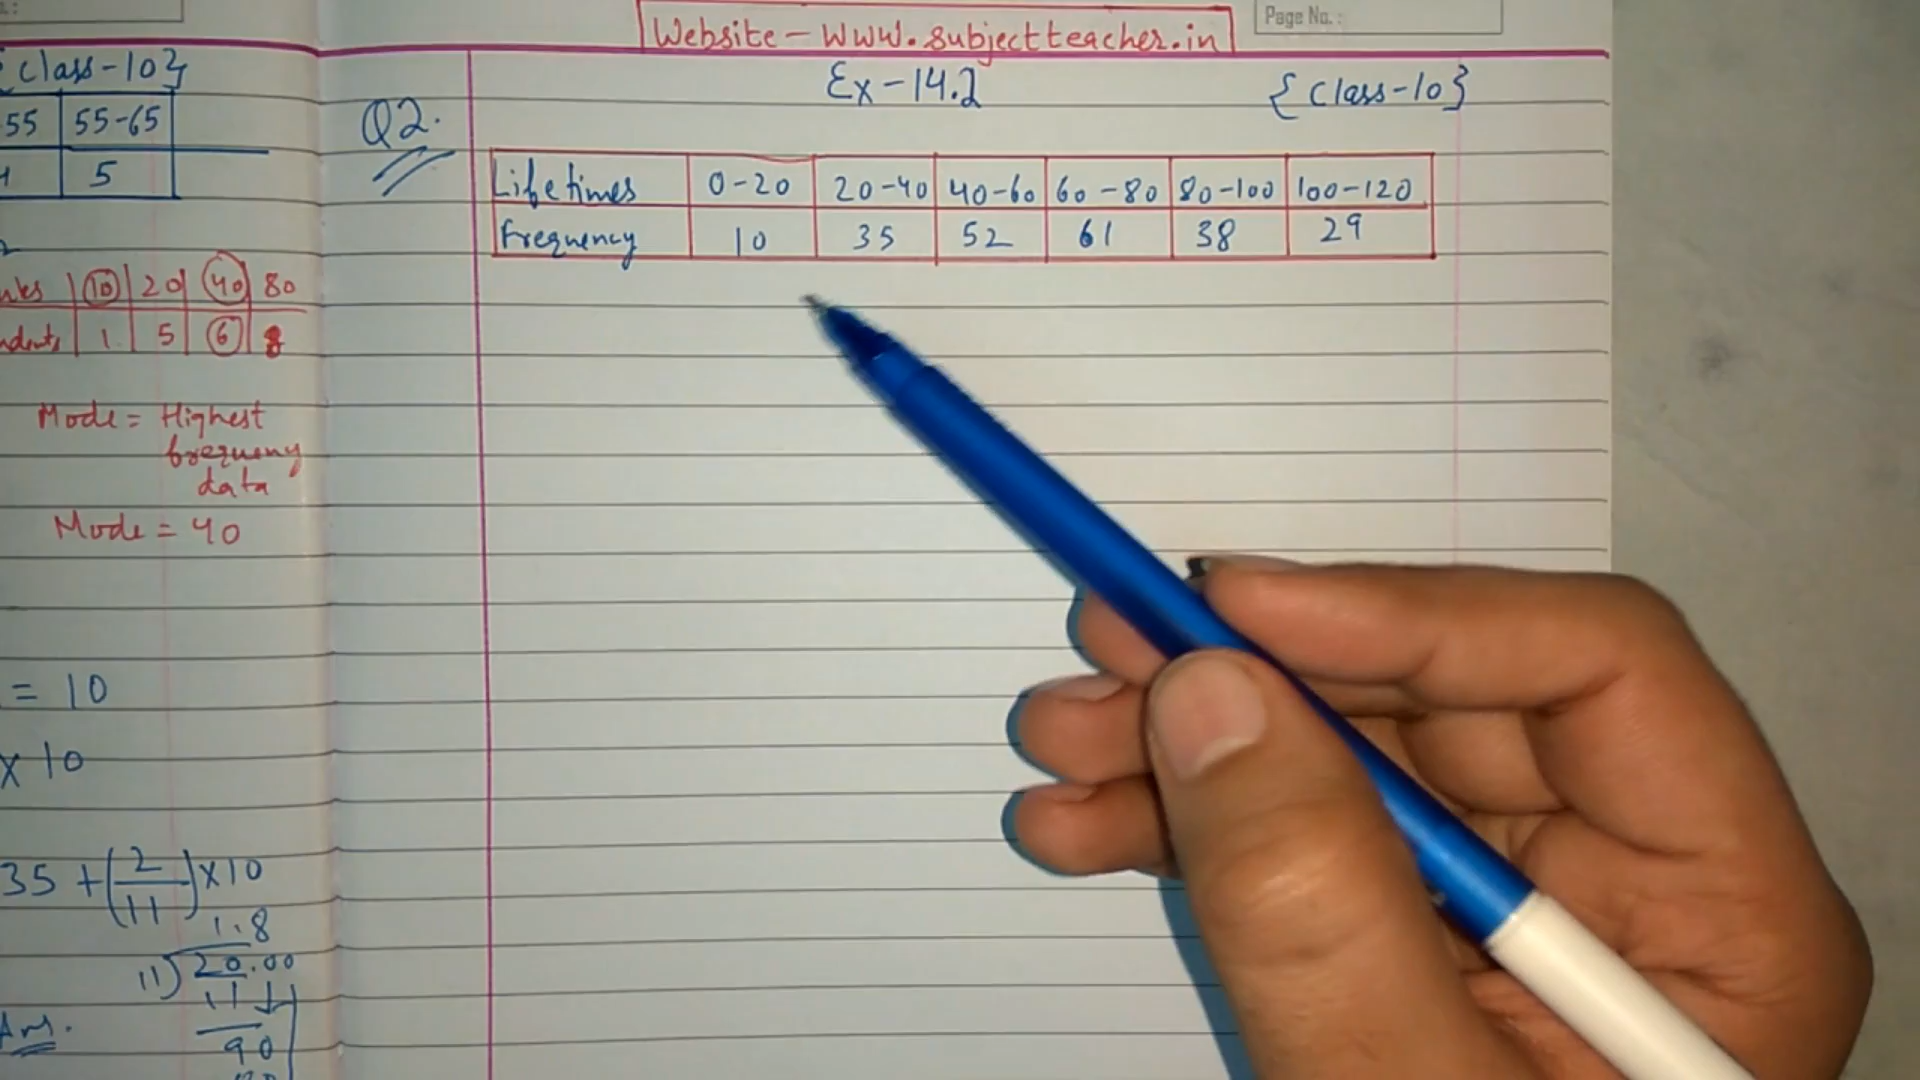 Website - www.subjectteacher.in
Page No. :
{class-10}
55 | 55-65
5
10 | 20 | 40 | 80
1 | 5 | 6 | 8
Mode = Highest
frequency
data
Mode = 40
= 10
x 10
35 + (2/11) x 10
1.8
11) 20.00
11
90
Ans.
Ex-14.2
{class-10}
Q2.
Lifetimes | 0-20 | 20-40 | 40-60 | 60-80 | 80-100 | 100-120
Frequency | 10 | 35 | 52 | 61 | 38 | 29